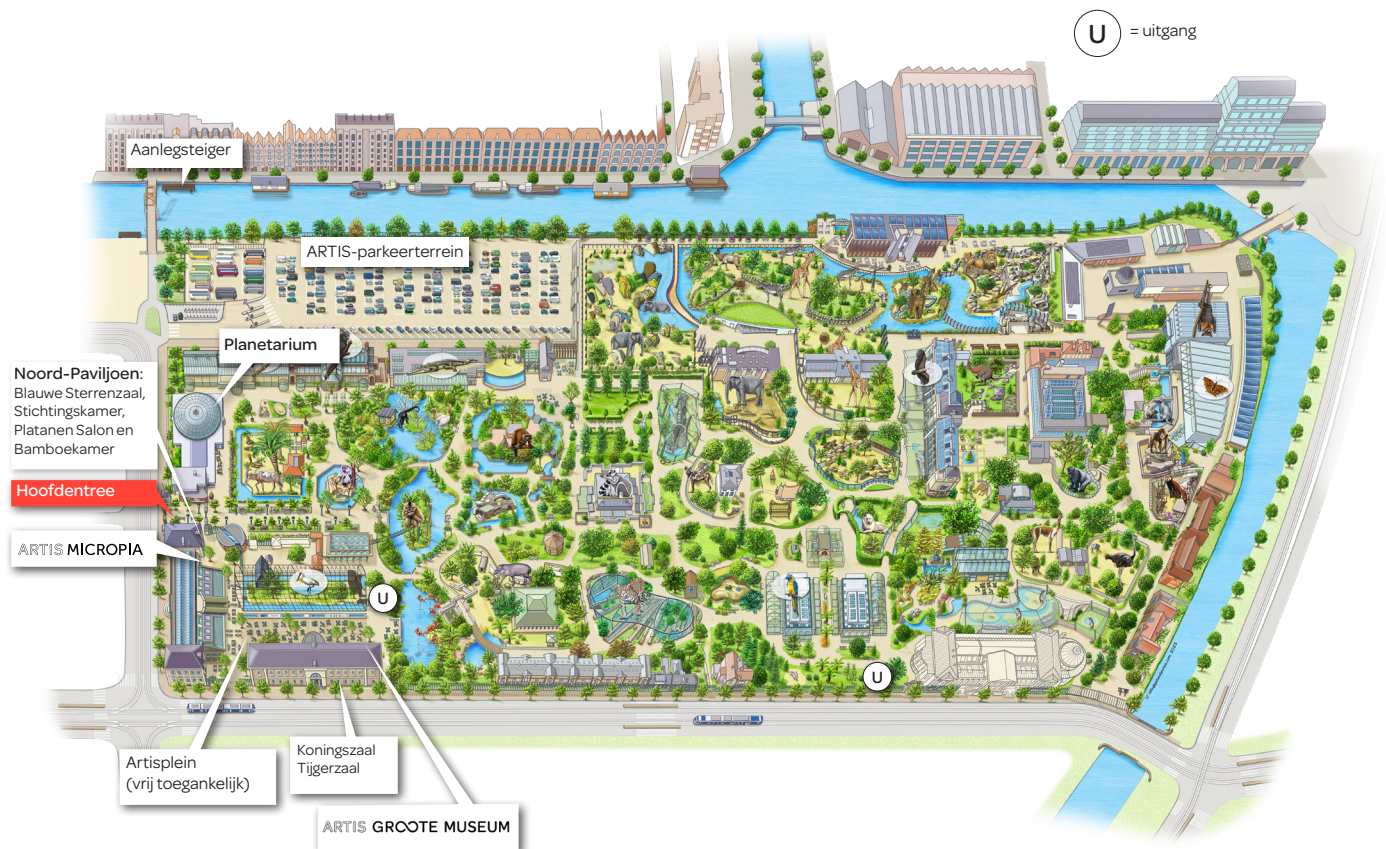 U = uitgang
Aanlegsteiger
ARTIS-parkeerterrein
Planetarium
Noord-Paviljoen:
Blauwe Sterrenzaal,
Stichtingskamer,
Platanen Salon en
Bamboekamer
Hoofdentree
ARTIS MICROPIA
U
U
Artisplein
(vrij toegankelijk)
Koningszaal
Tijgerzaal
ARTIS GROOTE MUSEUM